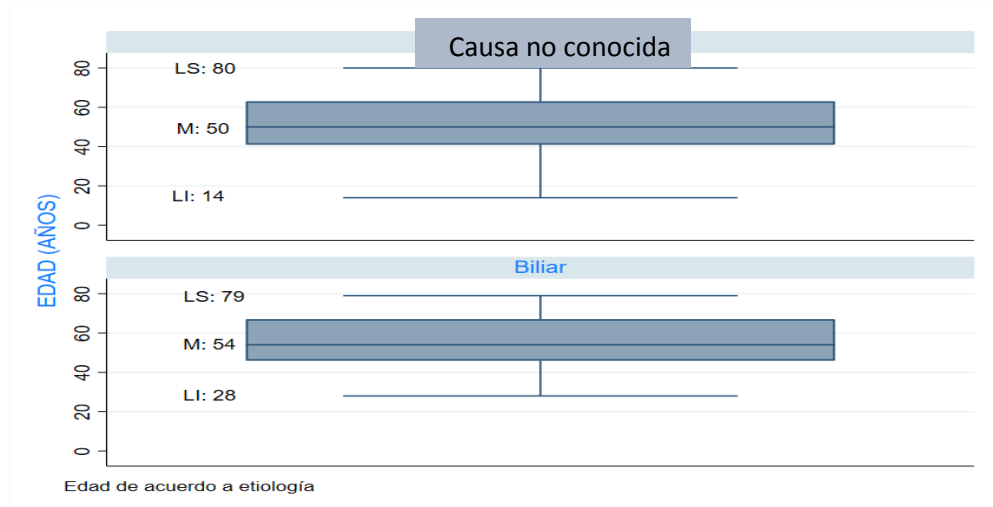 Causa no conocida
80
LS: 80
60
M: 50
40
20
LI: 14
0
EDAD (AÑOS)
Biliar
80
LS: 79
60
M: 54
40
LI: 28
20
0
Edad de acuerdo a etiología